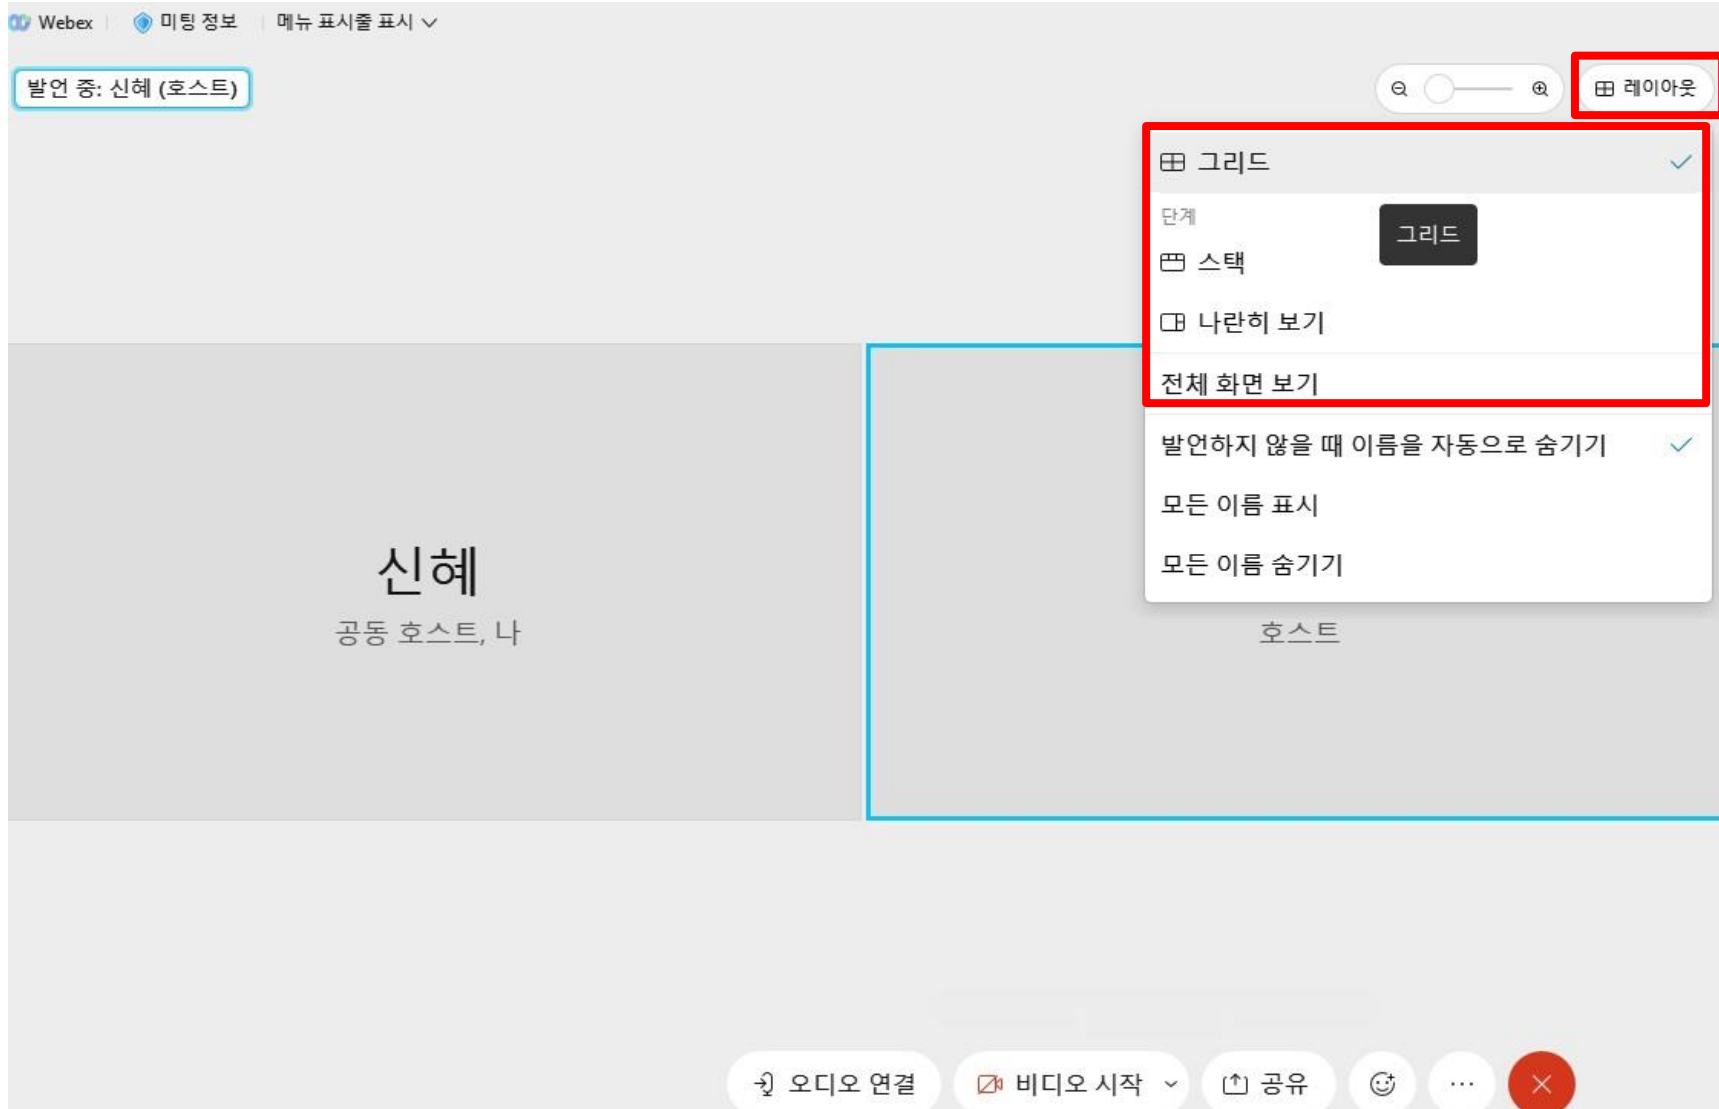 Webex 미팅 정보 메뉴 표시줄 표시
발언 중: 신혜 (호스트)
레이아웃
그리드
단계
그리드
스택
나란히 보기
전체 화면 보기
발언하지 않을 때 이름을 자동으로 숨기기
모든 이름 표시
모든 이름 숨기기
신혜
공동 호스트, 나
호스트
오디오 연결 비디오 시작 공유